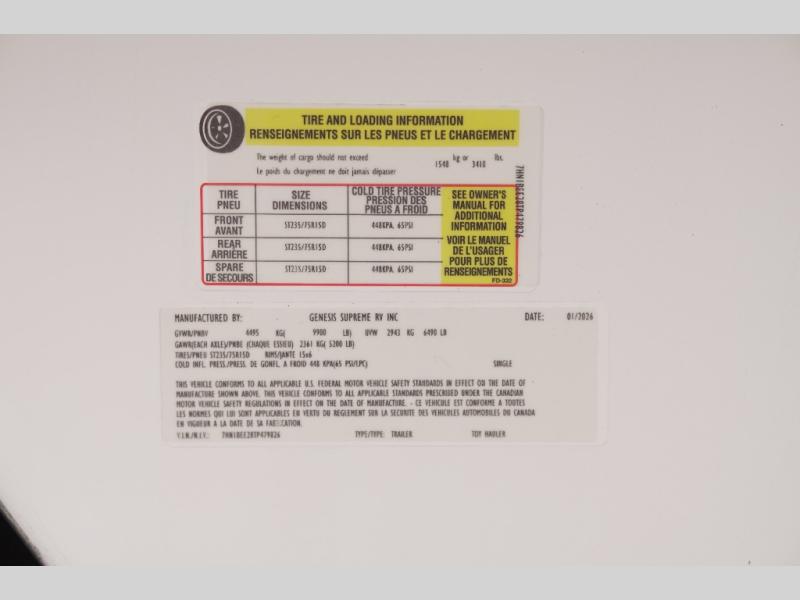 TIRE AND LOADING INFORMATION
RENSEIGNEMENTS SUR LES PNEUS ET LE CHARGEMENT
The weight of cargo should not exceed 1548 kg or 3410 lbs.
Le poids du chargement ne doit jamais dépasser
TIRE PNEU SIZE DIMENSIONS COLD TIRE PRESSURE PRESSION DES PNEUS A FROID
FRONT AVANT ST235/75R15D 448KPA, 65PSI
REAR ARRIÈRE ST235/75R15D 448KPA, 65PSI
SPARE DE SECOURS ST235/75R15D 448KPA, 65PSI
SEE OWNER'S
MANUAL FOR
ADDITIONAL
INFORMATION
VOIR LE MANUEL
DE L'USAGER
POUR PLUS DE
RENSEIGNEMENTS
FD-332
MANUFACTURED BY: GENESIS SUPREME RV INC DATE: 01/2026
GVWR/PNBV 4495 KG( 9900 LB) UVW 2943 KG 6490 LB
GAWR(EACH AXLE)/PNBE (CHAQUE ESSIEU) 2361 KG( 5200 LB)
TIRES/PNEU ST235/75R15D RIMS/JANTE 15x6
COLD INFL. PRESS./PRESS. DE GONFL. A FROID 448 KPA(65 PSI/LPC) SINGLE
THIS VEHICLE CONFORMS TO ALL APPLICABLE U.S. FEDERAL MOTOR VEHICLE SAFETY STANDARDS IN EFFECT ON THE DATE OF
MANUFACTURE SHOWN ABOVE. THIS VEHICLE CONFORMS TO ALL APPLICABLE STANDARDS PRESCRIBED UNDER THE CANADIAN
MOTOR VEHICLE SAFETY REGULATIONS IN EFFECT ON THE DATE OF MANUFACTURE. - CE VEHICULE EST CONFORME A TOUTES
LES NORMES QUI LUI SONT APPLICABLES EN VERTU DU REGLEMENT SUR LA SECURITE DES VEHICULES AUTOMOBILES DU CANADA
EN VIGUEUR A LA DATE DE SA FABRICATION.
V.I.N./N.I.V.: 7HN1BEE28TP479826 TYPE/TYPE: TRAILER TOY HAULER